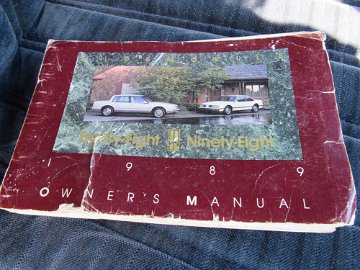 Eighty-Eight Ninety-Eight
1 9 8 9
OWNER'S MANUAL